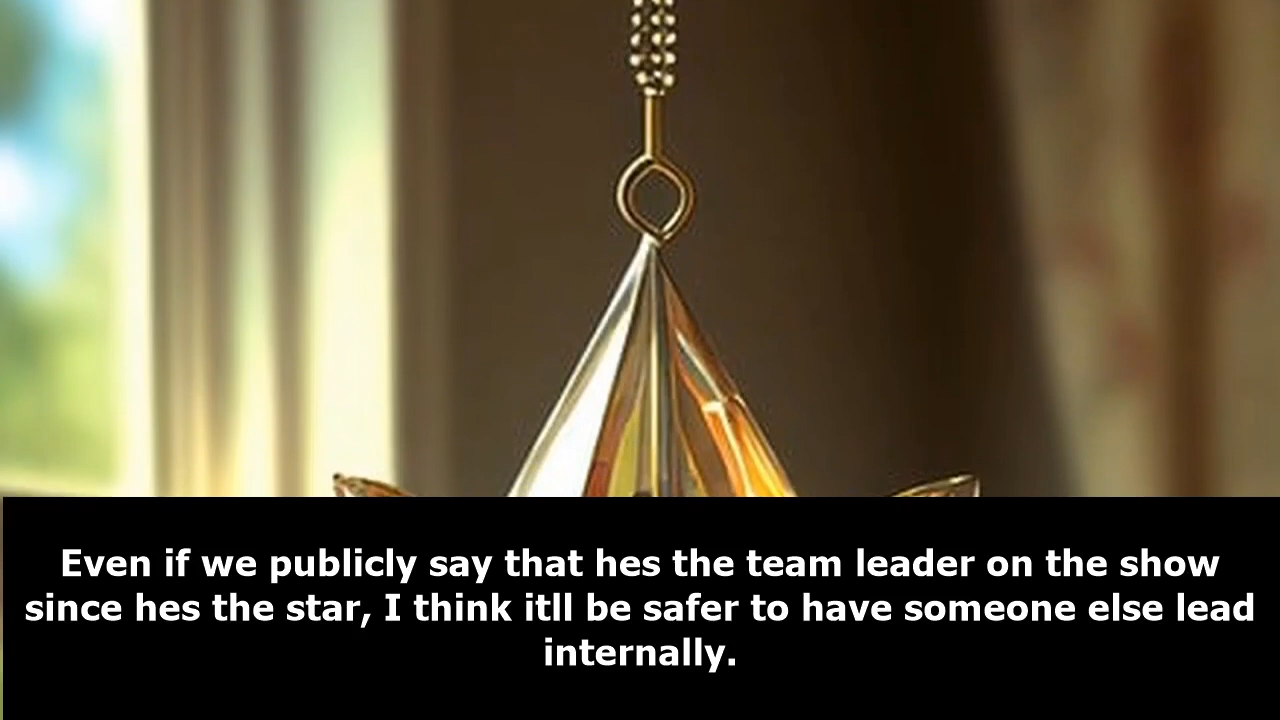 Even if we publicly say that hes the team leader on the show
since hes the star, I think itll be safer to have someone else lead
internally.